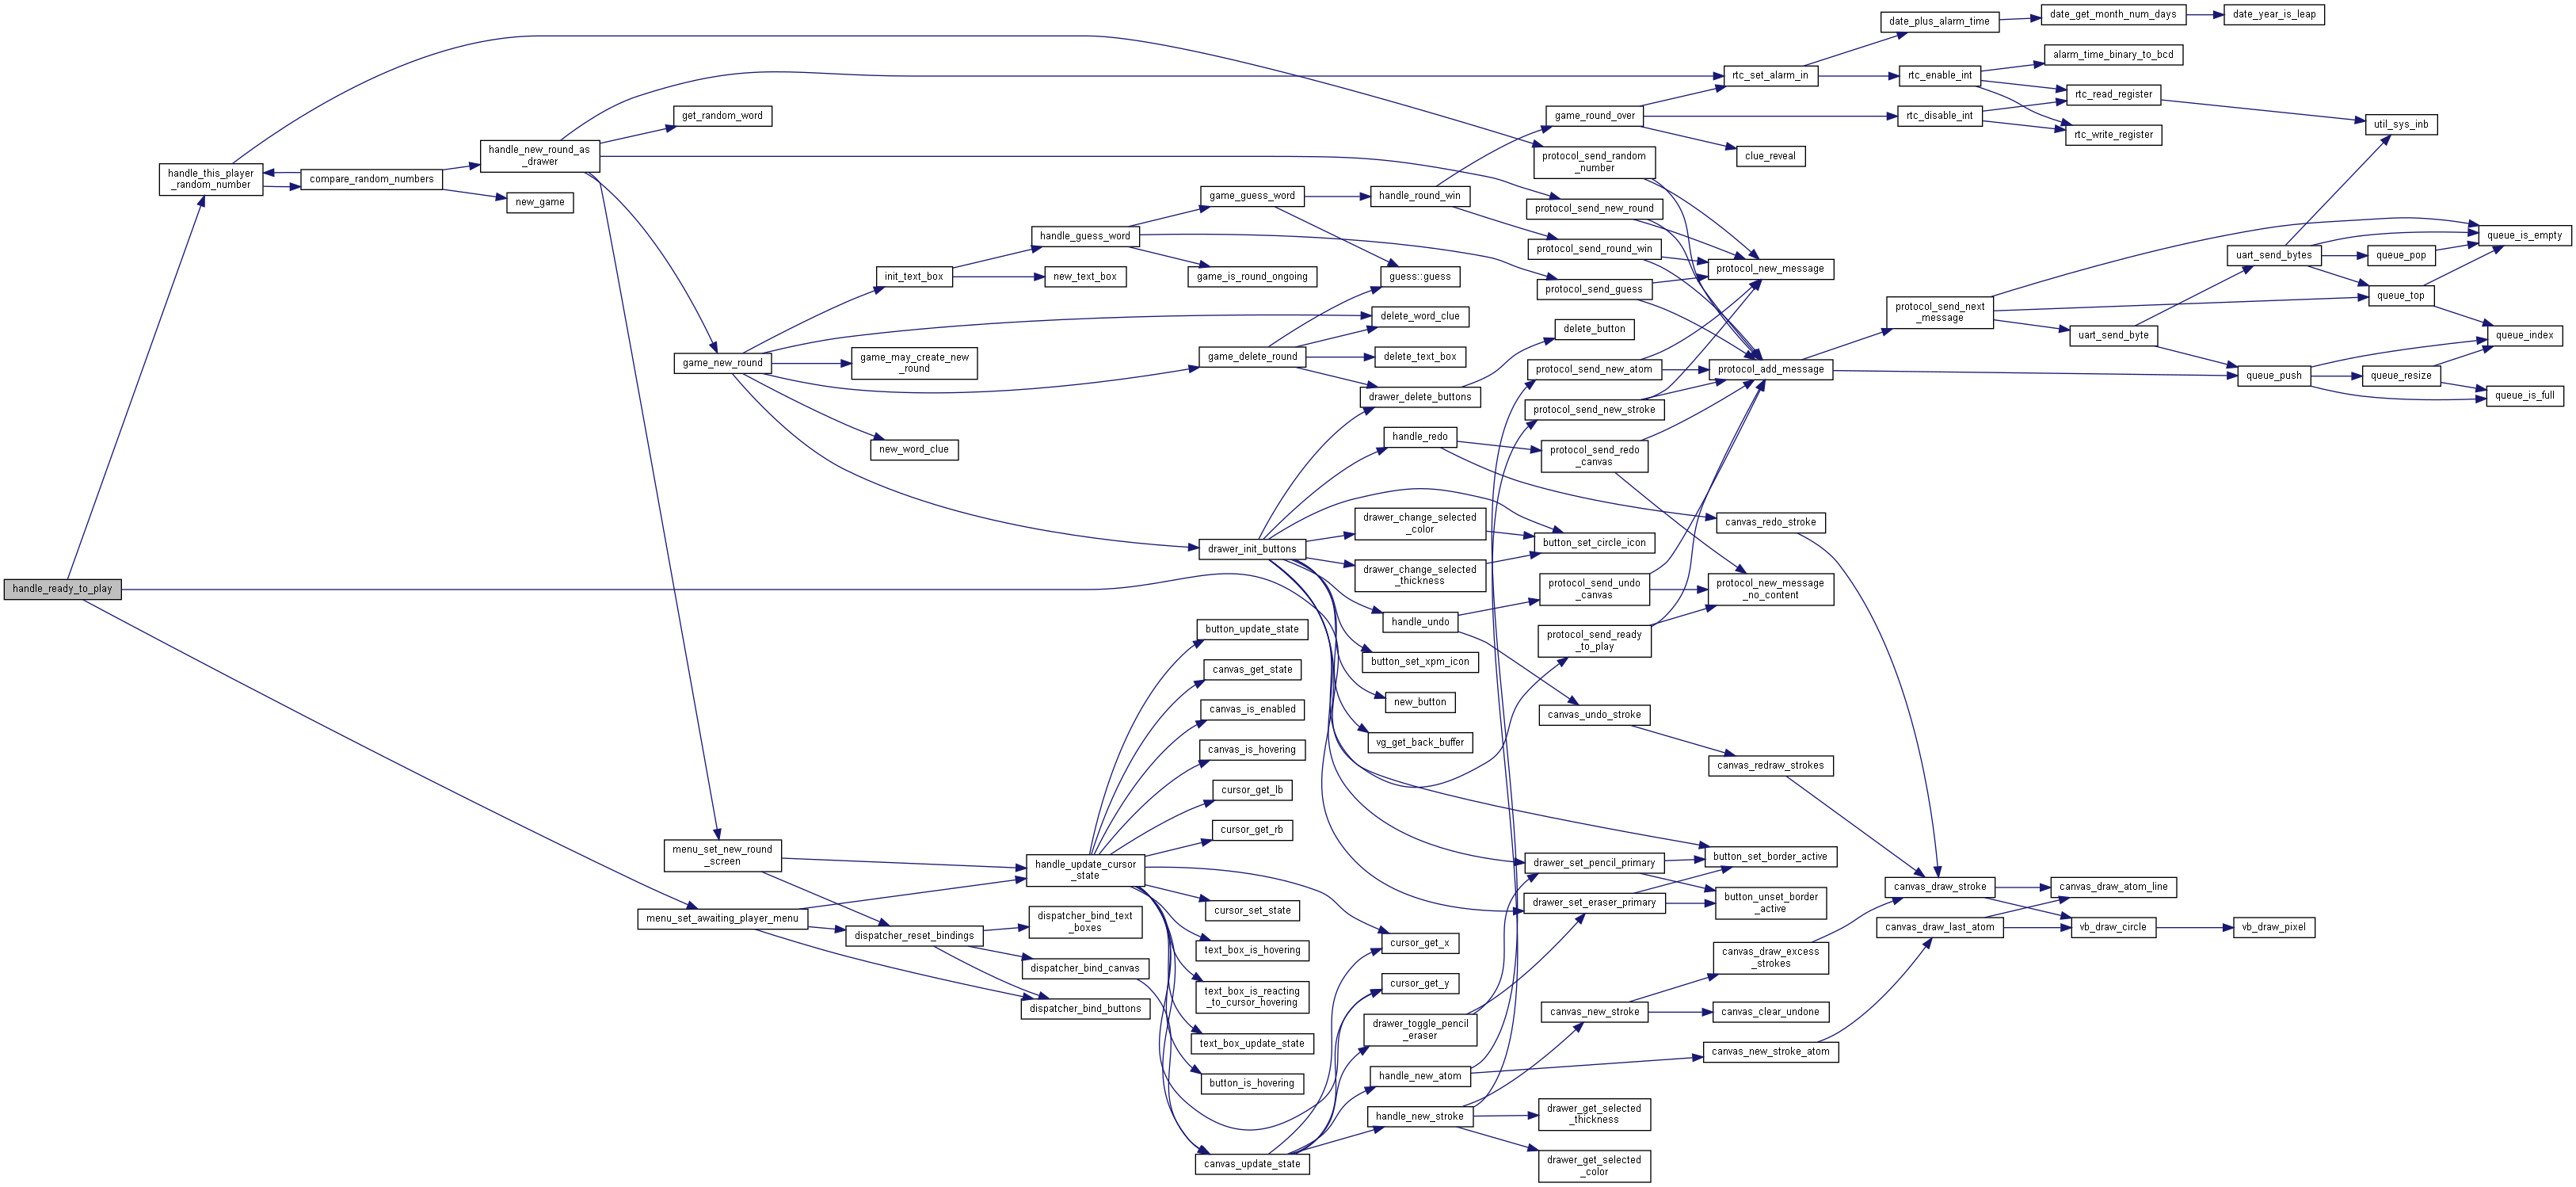 handle_ready_to_play
handle_this_player
_random_number
compare_random_numbers
handle_new_round_as
_drawer
new_game
get_random_word
game_new_round
menu_set_new_round
_screen
menu_set_awaiting_player_menu
init_text_box
game_may_create_new
_round
new_word_clue
dispatcher_reset_bindings
handle_guess_word
new_text_box
handle_update_cursor
_state
dispatcher_bind_text
_boxes
dispatcher_bind_canvas
dispatcher_bind_buttons
game_guess_word
game_is_round_ongoing
game_delete_round
drawer_init_buttons
button_update_state
canvas_get_state
canvas_is_enabled
canvas_is_hovering
cursor_get_lb
cursor_get_rb
cursor_set_state
text_box_is_hovering
text_box_is_reacting
_to_cursor_hovering
text_box_update_state
button_is_hovering
canvas_update_state
handle_round_win
guess::guess
delete_word_clue
delete_text_box
drawer_delete_buttons
handle_redo
drawer_change_selected
_color
drawer_change_selected
_thickness
handle_undo
button_set_xpm_icon
new_button
vg_get_back_buffer
cursor_get_x
cursor_get_y
drawer_toggle_pencil
_eraser
handle_new_atom
handle_new_stroke
game_round_over
protocol_send_random
_number
protocol_send_new_round
protocol_send_round_win
protocol_send_guess
delete_button
protocol_send_new_atom
protocol_send_new_stroke
protocol_send_redo
_canvas
button_set_circle_icon
protocol_send_undo
_canvas
protocol_send_ready
_to_play
canvas_undo_stroke
drawer_set_pencil_primary
drawer_set_eraser_primary
canvas_new_stroke
drawer_get_selected
_thickness
drawer_get_selected
_color
rtc_set_alarm_in
clue_reveal
protocol_new_message
protocol_add_message
canvas_redo_stroke
protocol_new_message
_no_content
canvas_redraw_strokes
button_set_border_active
button_unset_border
_active
canvas_draw_excess
_strokes
canvas_clear_undone
canvas_new_stroke_atom
date_plus_alarm_time
rtc_enable_int
rtc_disable_int
protocol_send_next
_message
canvas_draw_stroke
canvas_draw_last_atom
date_get_month_num_days
alarm_time_binary_to_bcd
rtc_read_register
rtc_write_register
uart_send_byte
canvas_draw_atom_line
vb_draw_circle
date_year_is_leap
uart_send_bytes
queue_push
vb_draw_pixel
util_sys_inb
queue_pop
queue_top
queue_resize
queue_is_empty
queue_index
queue_is_full